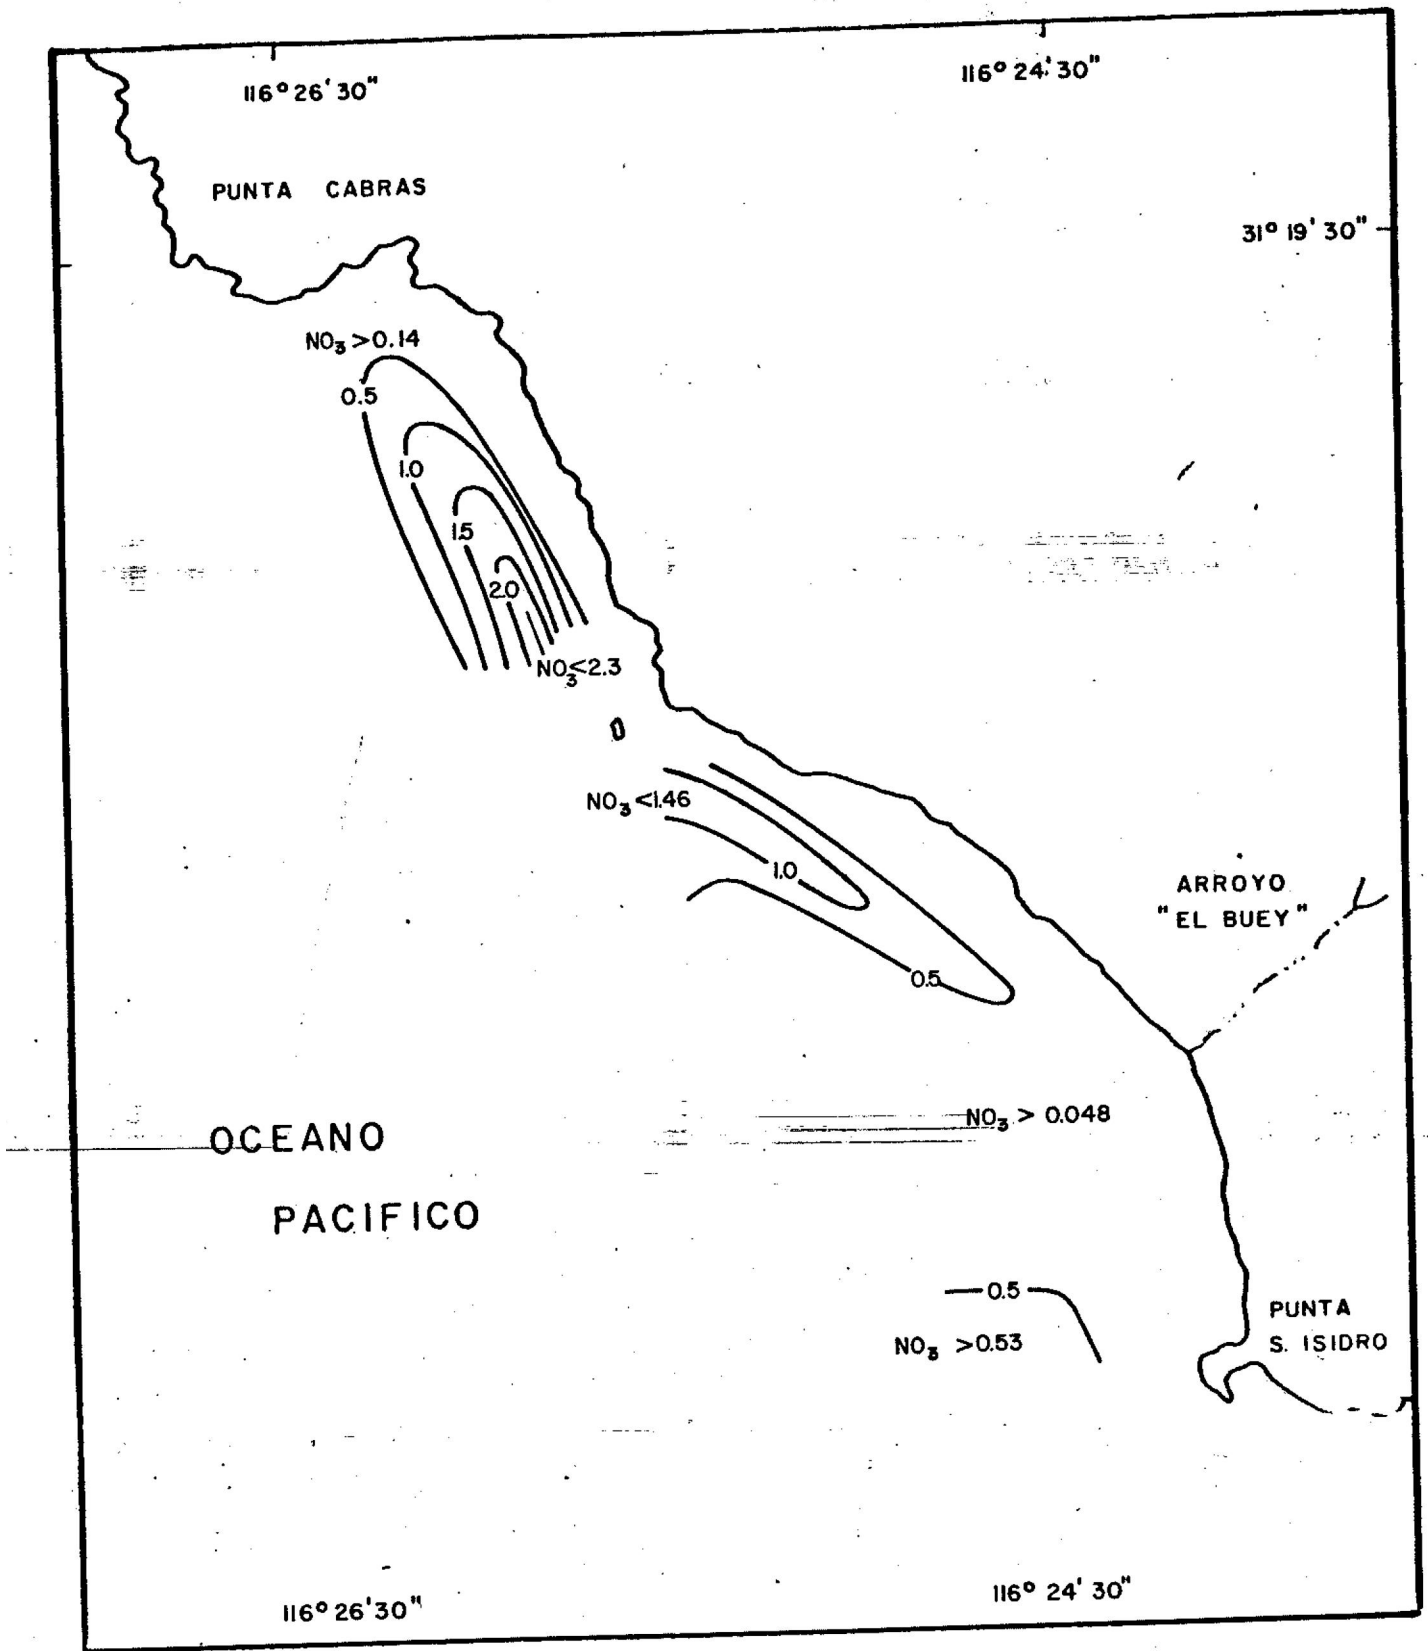 116° 26' 30"
116° 24' 30"
PUNTA CABRAS
31° 19' 30"
NO₃ >0.14
0.5
1.0
1.5
2.0
NO₃<2.3
NO₃ <1.46
1.0
ARROYO
"EL BUEY"
0.5
NO₃ > 0.048
OCEANO
PACIFICO
0.5
PUNTA
S. ISIDRO
NO₃ >0.53
116° 26' 30"
116° 24' 30"